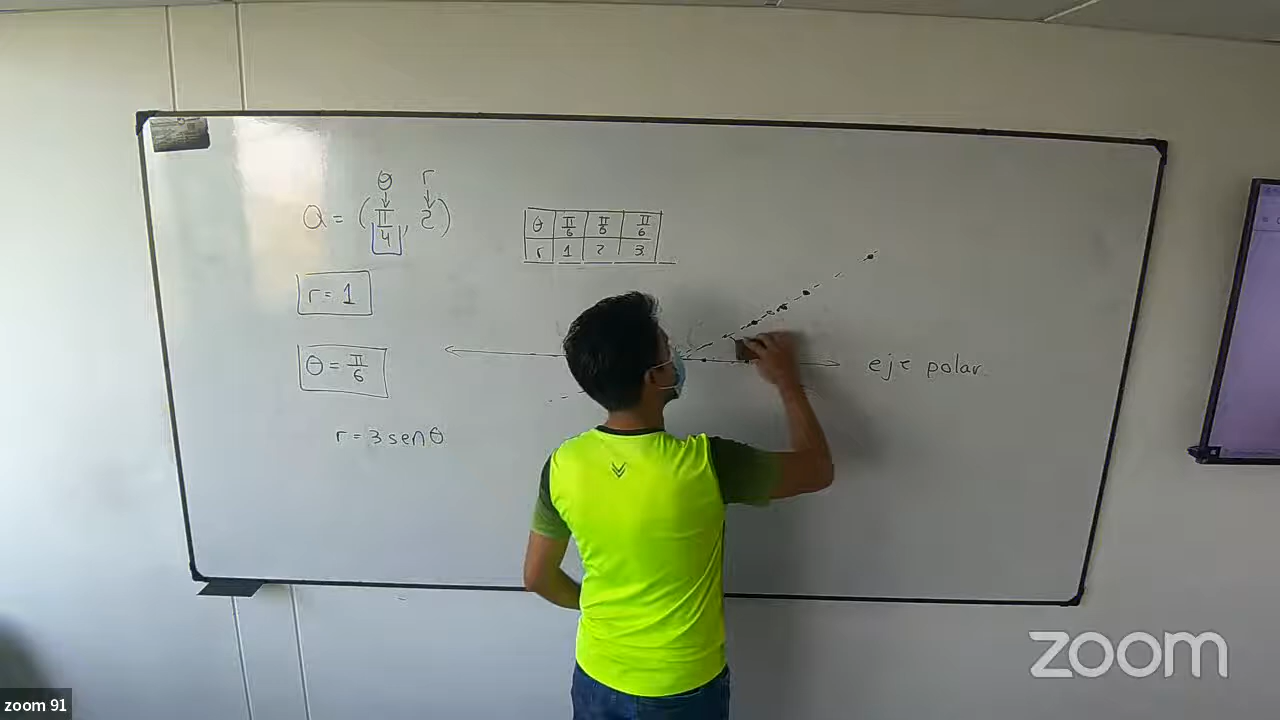 θ r
Q = (π/4, 2)
r = 1
θ = π/6
r = 3 sen θ
θ π/6 π/6 π/6
r 1 2 3
eje polar
zoom
zoom 91